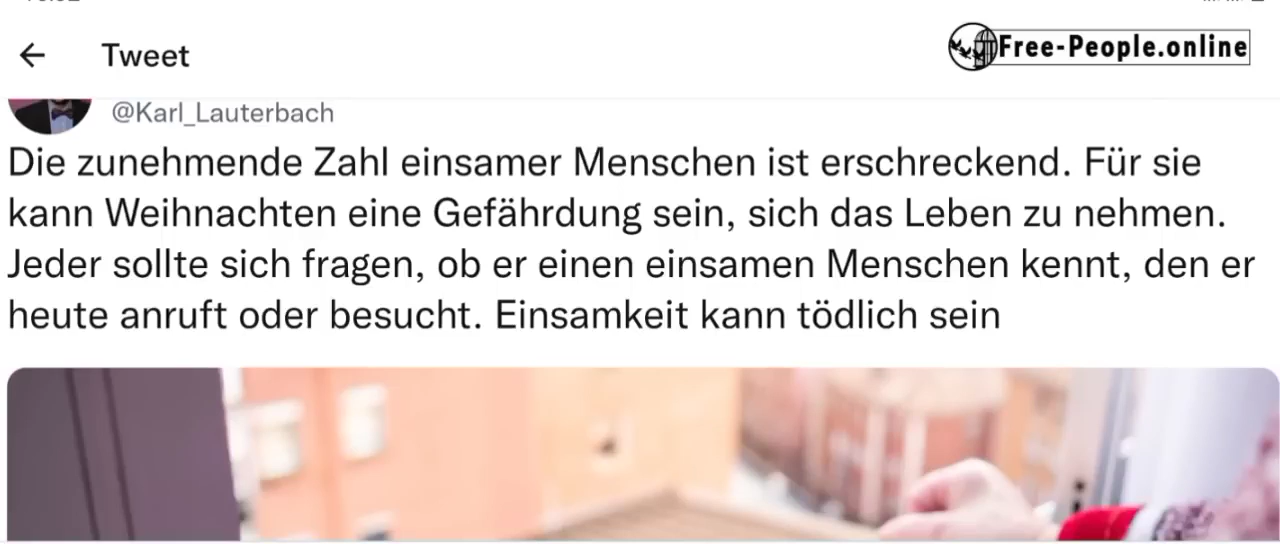 Tweet
Free-People.online
@Karl_Lauterbach
Die zunehmende Zahl einsamer Menschen ist erschreckend. Für sie
kann Weihnachten eine Gefährdung sein, sich das Leben zu nehmen.
Jeder sollte sich fragen, ob er einen einsamen Menschen kennt, den er
heute anruft oder besucht. Einsamkeit kann tödlich sein